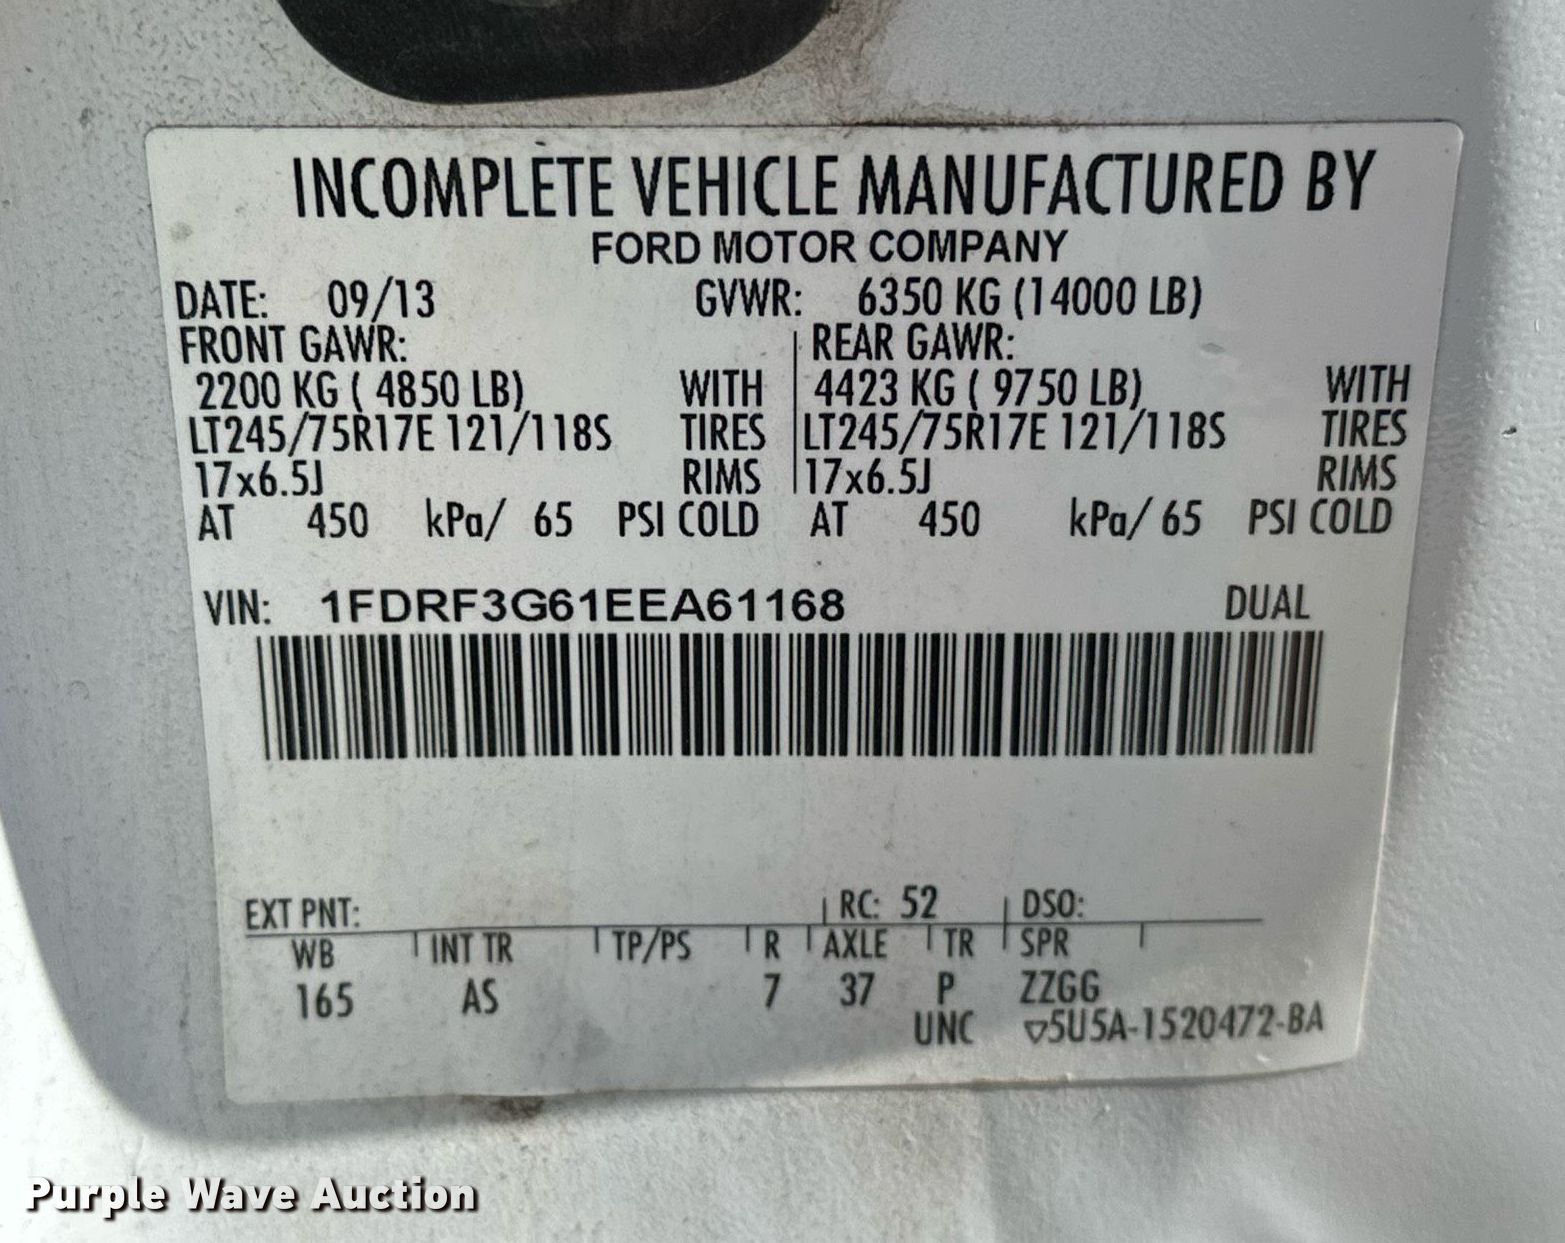 INCOMPLETE VEHICLE MANUFACTURED BY
FORD MOTOR COMPANY
DATE: 09/13 GVWR: 6350 KG (14000 LB)
FRONT GAWR: REAR GAWR:
2200 KG ( 4850 LB) WITH 4423 KG ( 9750 LB) WITH
LT245/75R17E 121/118S TIRES LT245/75R17E 121/118S TIRES
17x6.5J RIMS 17x6.5J RIMS
AT 450 kPa/ 65 PSI COLD AT 450 kPa/ 65 PSI COLD
VIN: 1FDRF3G61EEA61168 DUAL
EXT PNT: RC: 52 DSO:
WB INT TR TP/PS R AXLE TR SPR
165 AS 7 37 P ZZGG
UNC ▽5U5A-1520472-BA
Purple Wave Auction